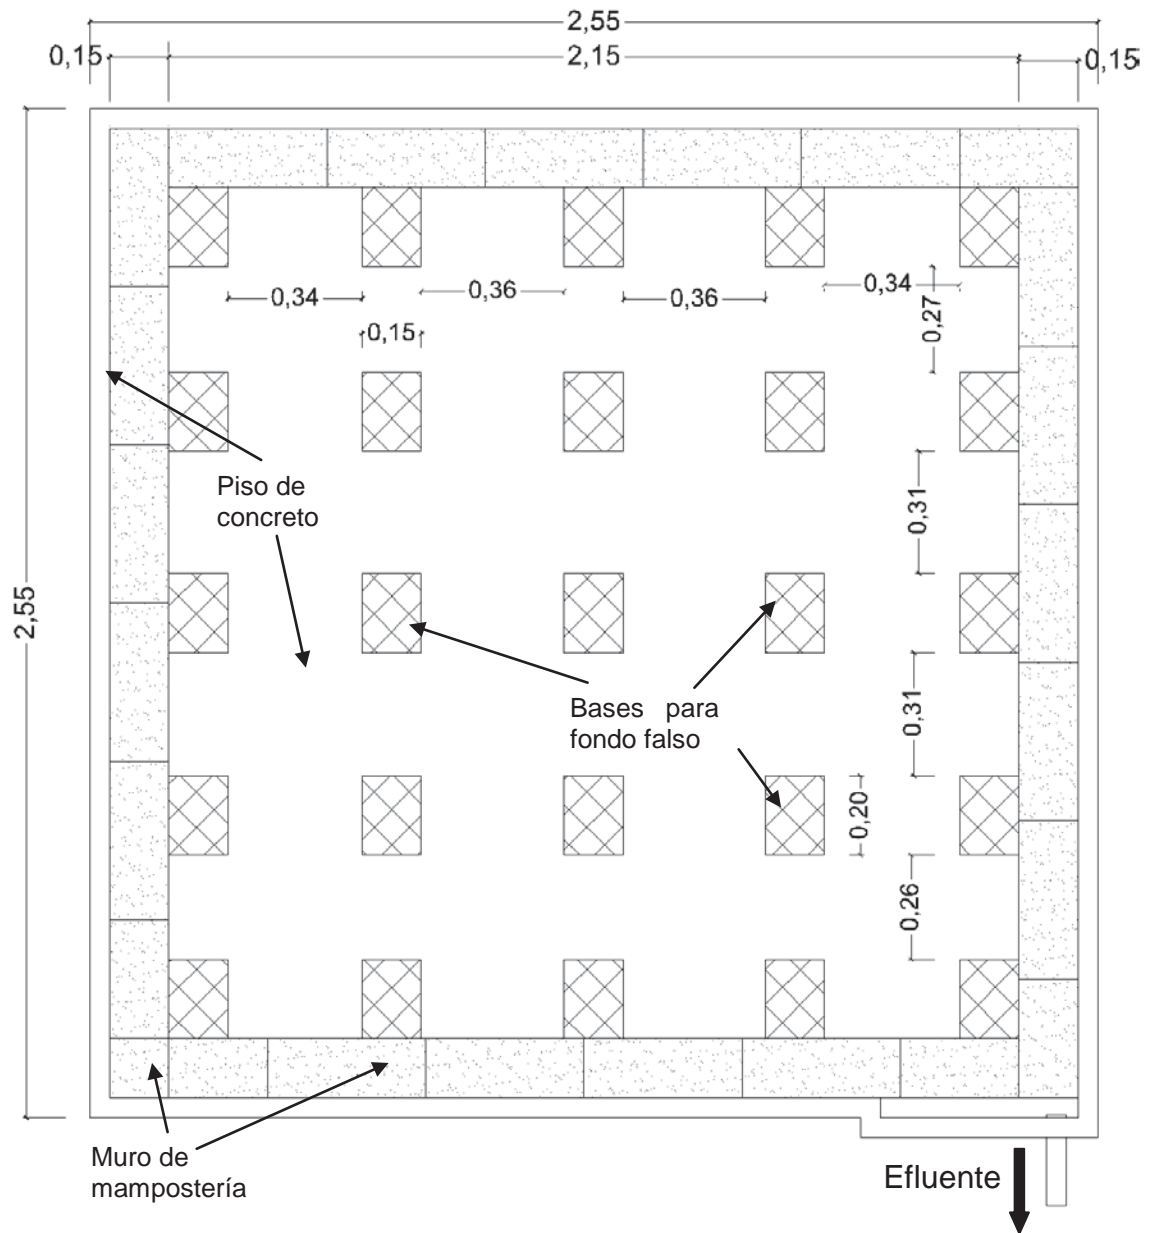 2,55
0,15
2,15
0,15
0,34
0,36
0,36
0,34
0,27
0,15
Piso de
concreto
0,31
2,55
0,31
Bases para
fondo falso
0,20
0,26
Muro de
mampostería
Efluente